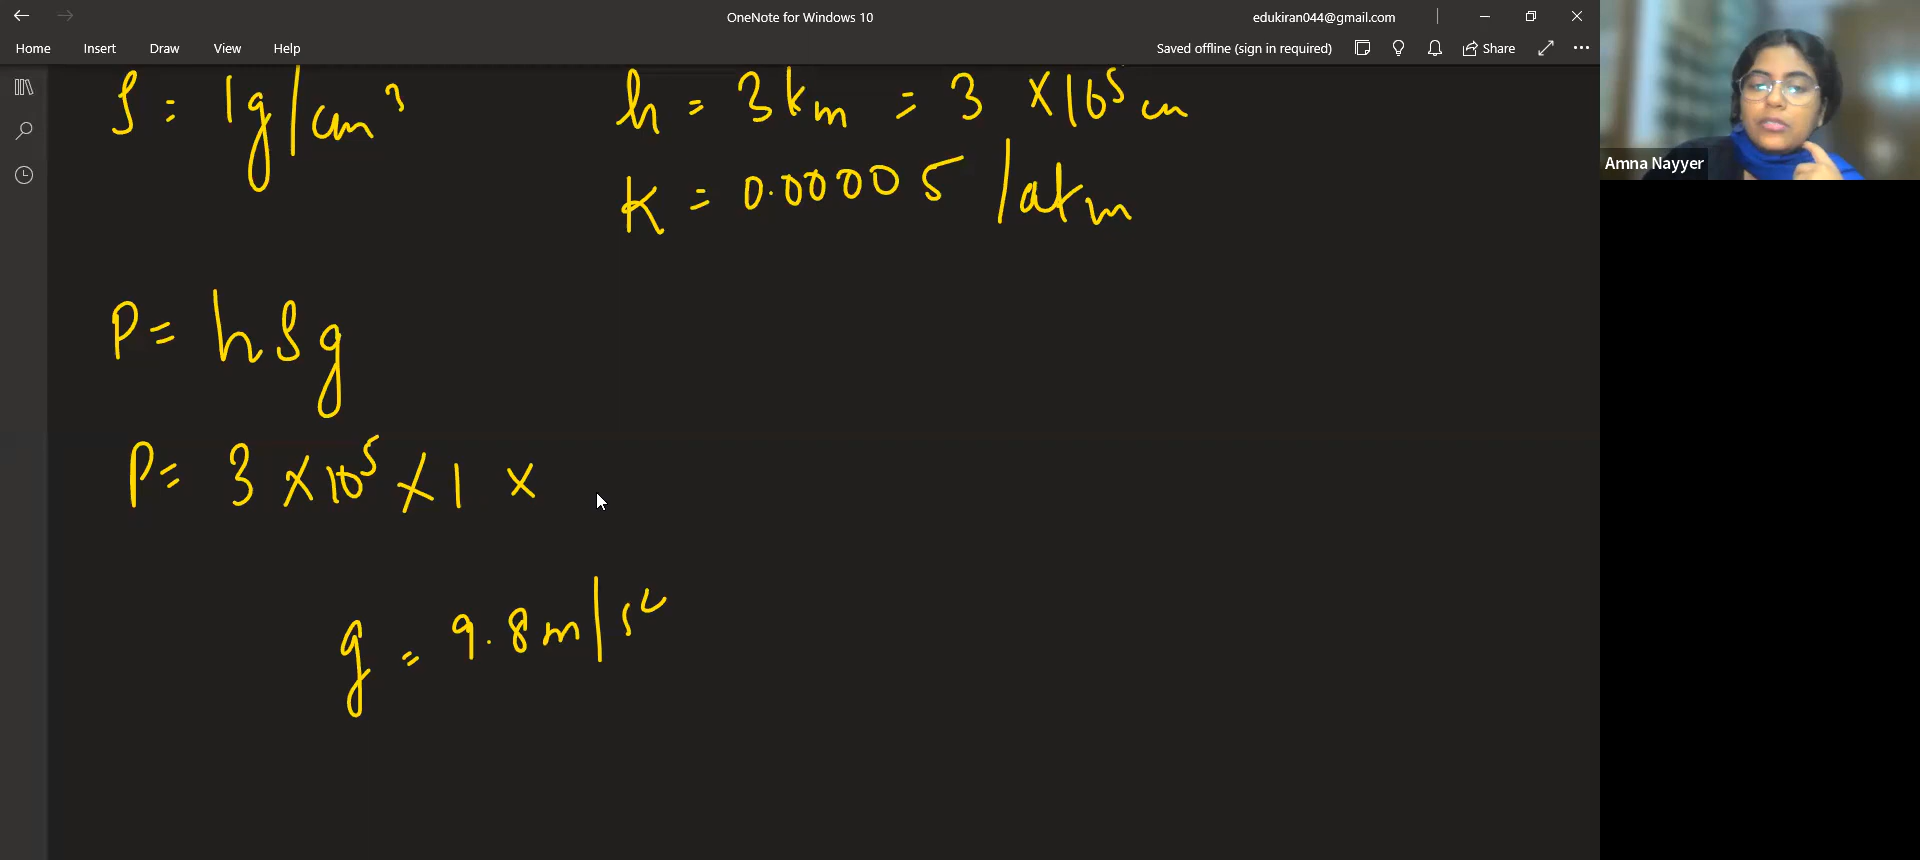 OneNote for Windows 10
edukiran044@gmail.com
Home Insert Draw View Help
Saved offline (sign in required) Share
ρ = 1g/cm³ h = 3km = 3 ×10⁵ cm
K = 0.00005 /atm
P = hρg
P = 3 ×10⁵ ×1 ×
g = 9.8m/s²
Amna Nayyer